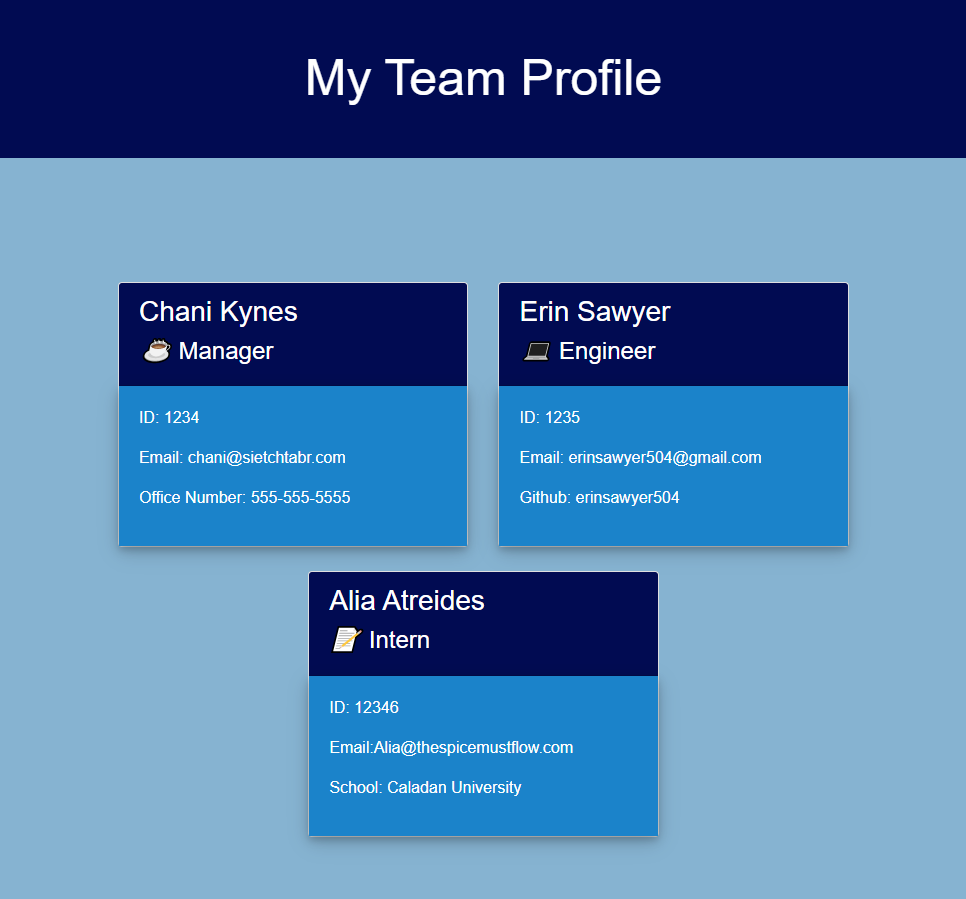 My Team Profile
Chani Kynes
Manager
ID: 1234
Email: chani@sietchtabr.com
Office Number: 555-555-5555
Erin Sawyer
Engineer
ID: 1235
Email: erinsawyer504@gmail.com
Github: erinsawyer504
Alia Atreides
Intern
ID: 12346
Email:Alia@thespicemustflow.com
School: Caladan University